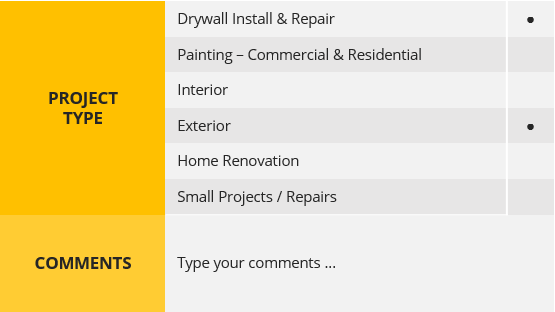 PROJECT
TYPE
Drywall Install & Repair ●
Painting – Commercial & Residential
Interior
Exterior ●
Home Renovation
Small Projects / Repairs
COMMENTS
Type your comments ...